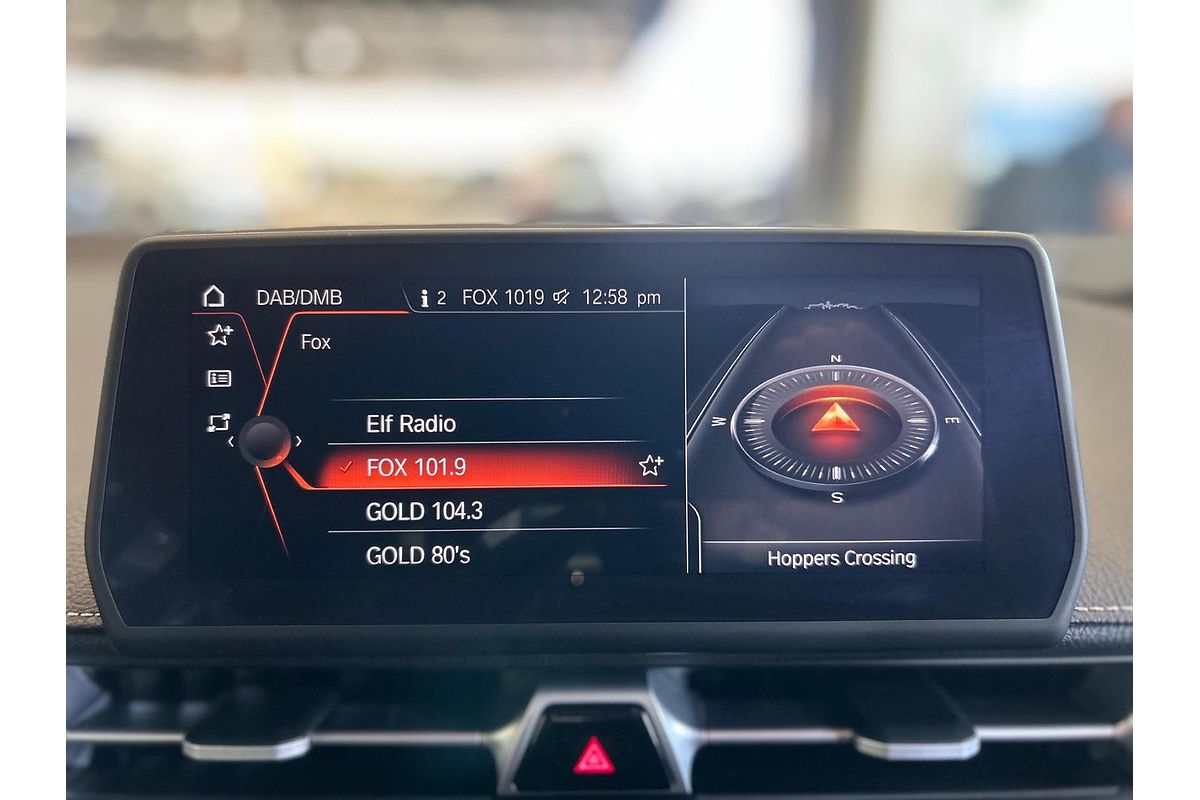 DAB/DMB
i 2 FOX 1019 12:58 pm
Fox
Elf Radio
FOX 101.9
GOLD 104.3
GOLD 80's
N
W
E
S
Hoppers Crossing